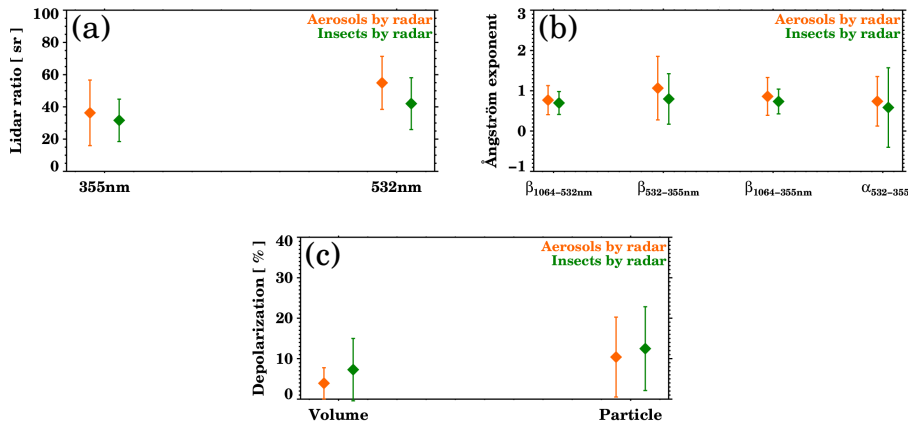 (a)
Aerosols by radar
Insects by radar
Lidar ratio [ sr ]
100
80
60
40
20
0
355nm
532nm
(b)
Aerosols by radar
Insects by radar
Ångström exponent
3
2
1
0
−1
β1064−532nm
β532−355nm
β1064−355nm
α532−355
(c)
Aerosols by radar
Insects by radar
Depolarization [ % ]
40
30
20
10
0
Volume
Particle